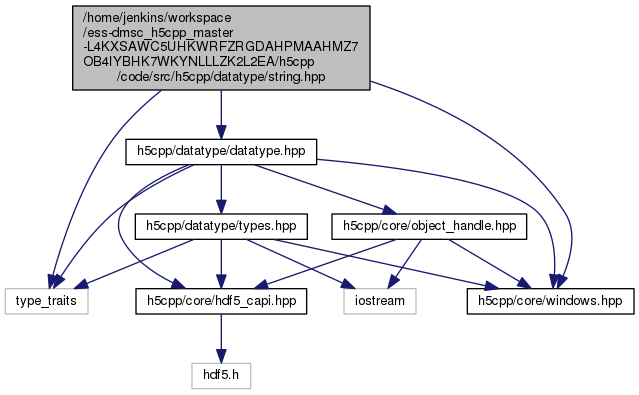 /home/jenkins/workspace
/ess-dmsc_h5cpp_master
-L4KXSAWC5UHKWRFZRGDAHPMAAHMZ7
OB4IYBHK7WKYNLLLZK2L2EA/h5cpp
/code/src/h5cpp/datatype/string.hpp
h5cpp/datatype/datatype.hpp
h5cpp/datatype/types.hpp
h5cpp/core/object_handle.hpp
type_traits
h5cpp/core/hdf5_capi.hpp
iostream
h5cpp/core/windows.hpp
hdf5.h